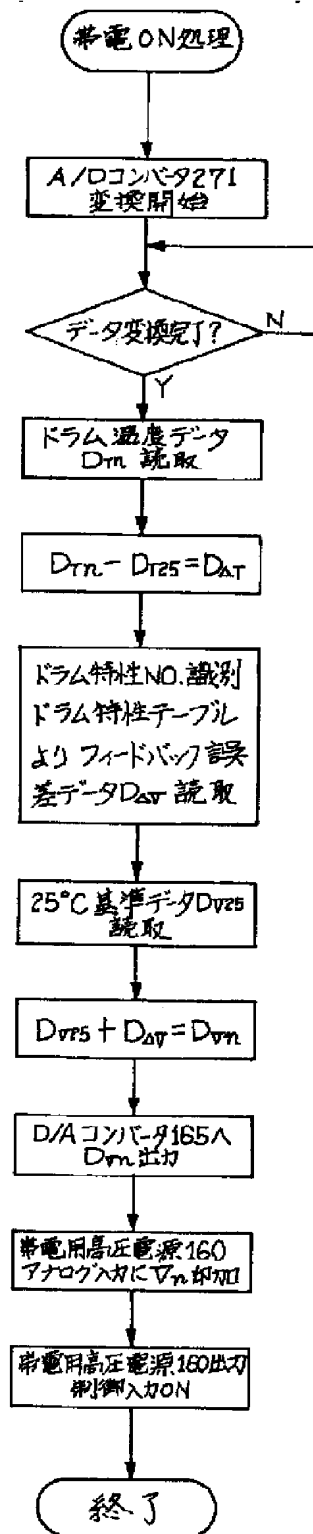 帯電ON処理
A/Dコンバータ271
変換開始
データ変換完了?
N
Y
ドラム温度データ
DTn 読取
DTn − DT25 = DΔT
ドラム特性NO.識別
ドラム特性テーブル
よりフィードバック誤
差データDΔV 読取
25°C基準データDV25
読取
DV25 + DΔV = DVn
D/Aコンバータ165へ
DVn出力
帯電用高圧電源160
アナログ入力にVn印加
帯電用高圧電源160出力
制御入力ON
終了